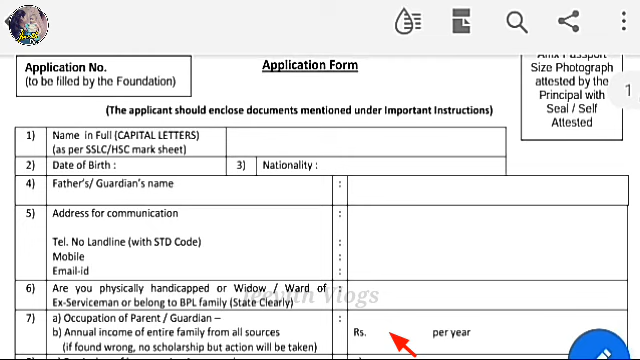 Application No.
(to be filled by the Foundation)
Application Form
Affix Passport
Size Photograph
attested by the
Principal with
Seal / Self
Attested
1
(The applicant should enclose documents mentioned under Important Instructions)
1) Name in Full (CAPITAL LETTERS)
(as per SSLC/HSC mark sheet)
2) Date of Birth : 3) Nationality :
4) Father's/ Guardian's name :
5) Address for communication :
Tel. No Landline (with STD Code) :
Mobile :
Email-id :
6) Are you physically handicapped or Widow / Ward of :
Ex-Serviceman or belong to BPL family (State Clearly)
Jeevith Vlogs
7) a) Occupation of Parent / Guardian – :
b) Annual income of entire family from all sources Rs. per year
(if found wrong, no scholarship but action will be taken)